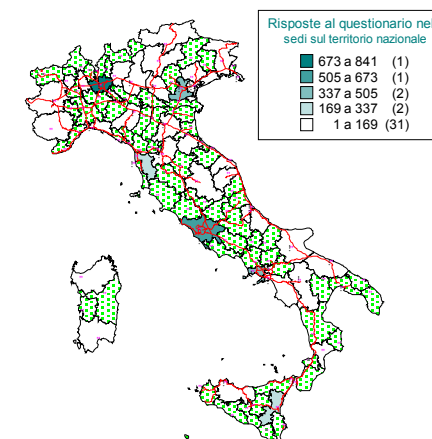 Risposte al questionario nel
sedi sul territorio nazionale
673 a 841 (1)
505 a 673 (1)
337 a 505 (2)
169 a 337 (2)
1 a 169 (31)